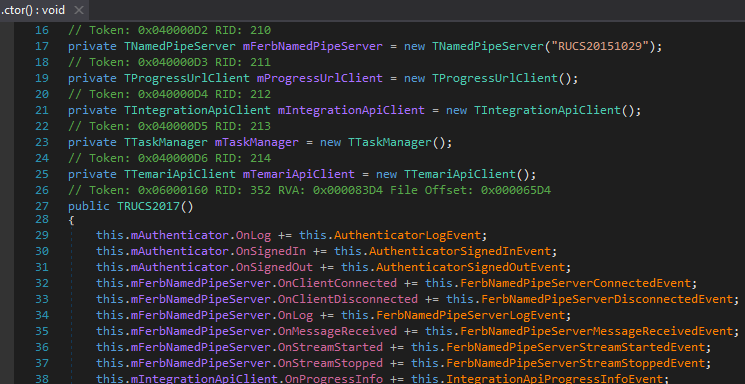 .ctor() : void ×
16 // Token: 0x040000D2 RID: 210
17 private TNamedPipeServer mFerbNamedPipeServer = new TNamedPipeServer("RUCS20151029");
18 // Token: 0x040000D3 RID: 211
19 private TProgressUrlClient mProgressUrlClient = new TProgressUrlClient();
20 // Token: 0x040000D4 RID: 212
21 private TIntegrationApiClient mIntegrationApiClient = new TIntegrationApiClient();
22 // Token: 0x040000D5 RID: 213
23 private TTaskManager mTaskManager = new TTaskManager();
24 // Token: 0x040000D6 RID: 214
25 private TTemariApiClient mTemariApiClient = new TTemariApiClient();
26 // Token: 0x06000160 RID: 352 RVA: 0x000083D4 File Offset: 0x000065D4
27 public TRUCS2017()
28 {
29 this.mAuthenticator.OnLog += this.AuthenticatorLogEvent;
30 this.mAuthenticator.OnSignedIn += this.AuthenticatorSignedInEvent;
31 this.mAuthenticator.OnSignedOut += this.AuthenticatorSignedOutEvent;
32 this.mFerbNamedPipeServer.OnClientConnected += this.FerbNamedPipeServerConnectedEvent;
33 this.mFerbNamedPipeServer.OnClientDisconnected += this.FerbNamedPipeServerDisconnectedEvent;
34 this.mFerbNamedPipeServer.OnLog += this.FerbNamedPipeServerLogEvent;
35 this.mFerbNamedPipeServer.OnMessageReceived += this.FerbNamedPipeServerMessageReceivedEvent;
36 this.mFerbNamedPipeServer.OnStreamStarted += this.FerbNamedPipeServerStreamStartedEvent;
37 this.mFerbNamedPipeServer.OnStreamStopped += this.FerbNamedPipeServerStreamStoppedEvent;
38 this.mIntegrationApiClient.OnProgressInfo += this.IntegrationApiProgressInfoEvent;